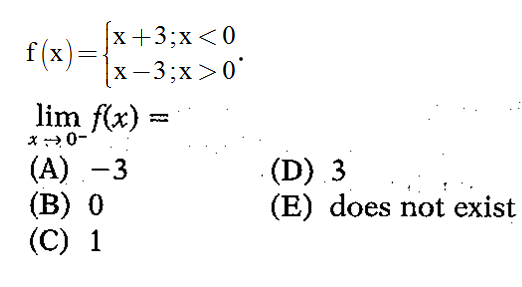 f(x)={x+3;x<0
x−3;x>0.
lim f(x) =
x→0−
(A) −3
(B) 0
(C) 1
(D) 3
(E) does not exist